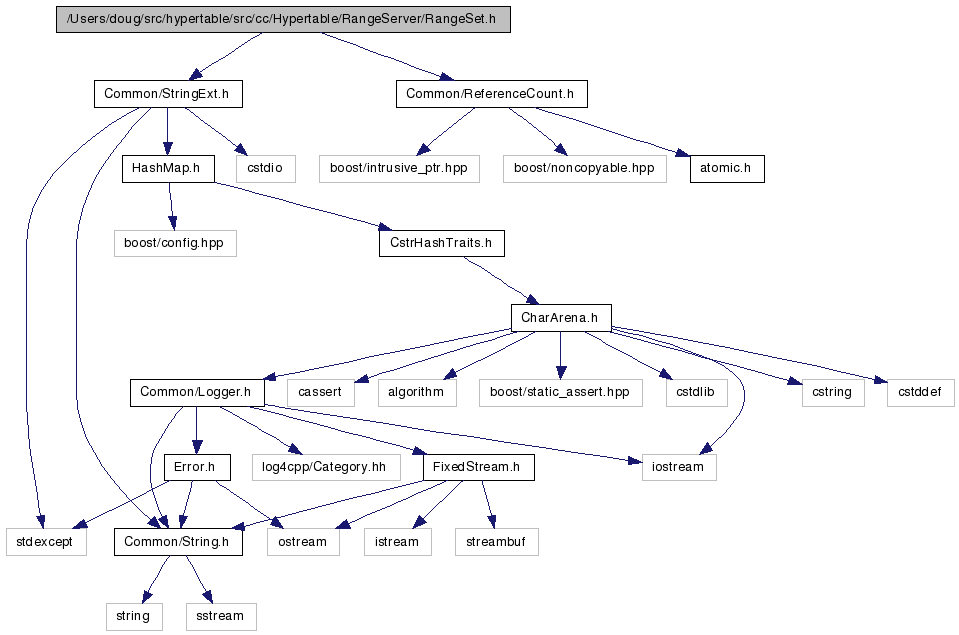 /Users/doug/src/hypertable/src/cc/Hypertable/RangeServer/RangeSet.h
Common/StringExt.h
Common/ReferenceCount.h
HashMap.h
cstdio
boost/intrusive_ptr.hpp
boost/noncopyable.hpp
atomic.h
boost/config.hpp
CstrHashTraits.h
CharArena.h
Common/Logger.h
cassert
algorithm
boost/static_assert.hpp
cstdlib
cstring
cstddef
Error.h
log4cpp/Category.hh
FixedStream.h
iostream
stdexcept
Common/String.h
ostream
istream
streambuf
string
sstream